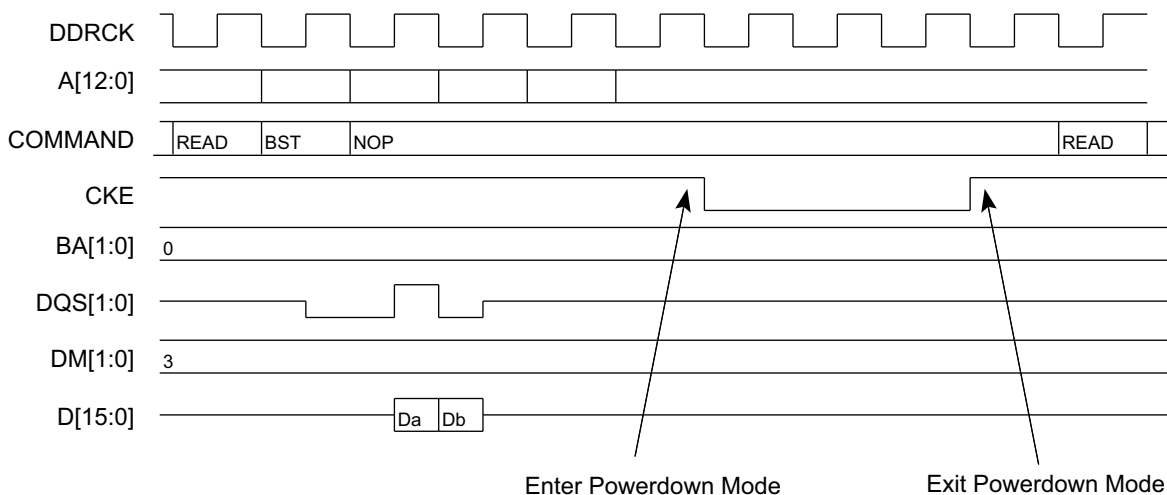 DDRCK
A[12:0]
COMMAND READ BST NOP READ
CKE
BA[1:0] 0
DQS[1:0]
DM[1:0] 3
D[15:0] Da Db
Enter Powerdown Mode Exit Powerdown Mode